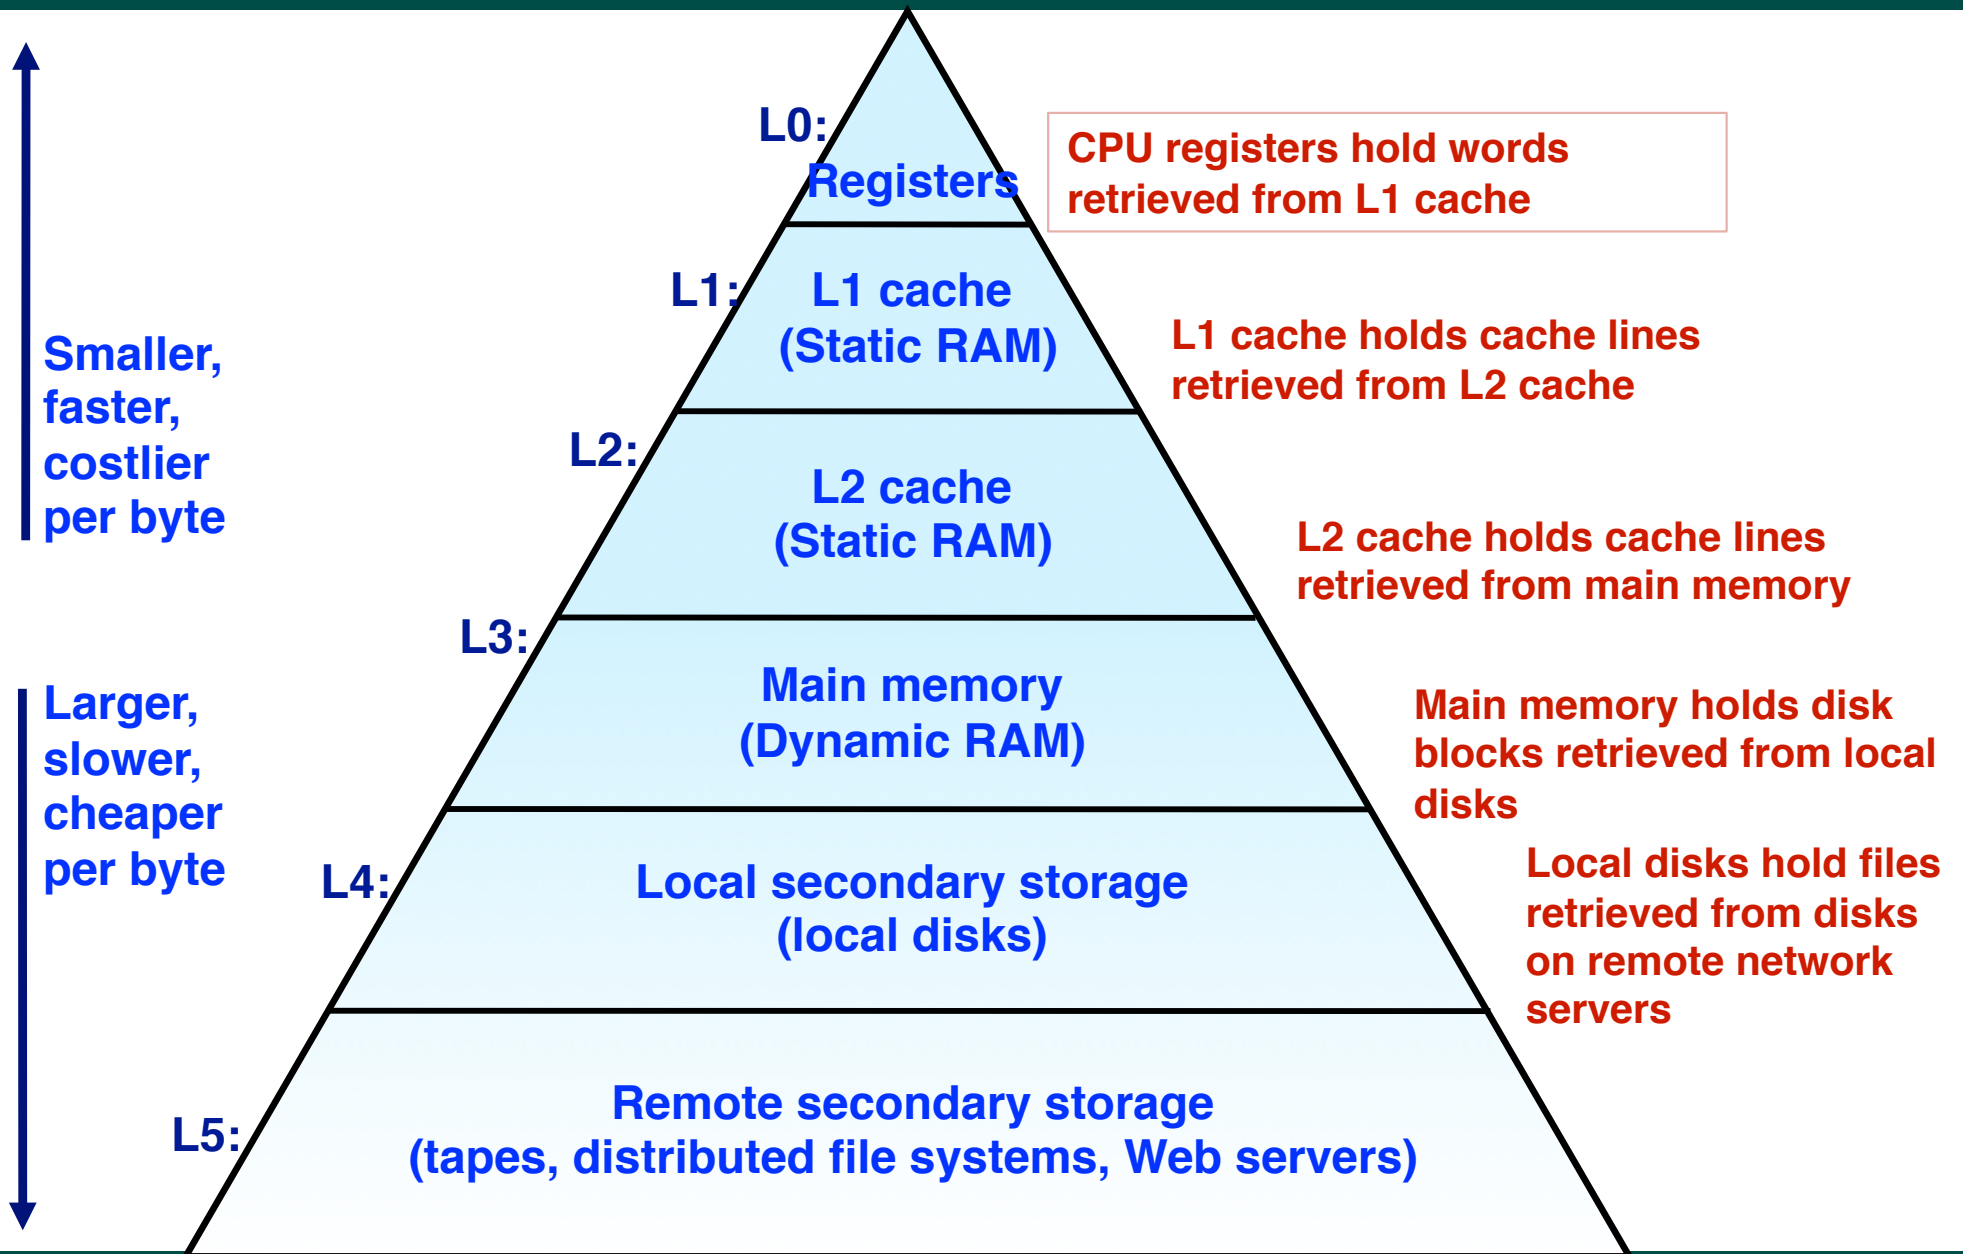 L0:
Registers
CPU registers hold words
retrieved from L1 cache
L1:
L1 cache
(Static RAM)
L1 cache holds cache lines
retrieved from L2 cache
Smaller,
faster,
costlier
per byte
L2:
L2 cache
(Static RAM)
L2 cache holds cache lines
retrieved from main memory
L3:
Main memory
(Dynamic RAM)
Main memory holds disk
blocks retrieved from local
disks
Larger,
slower,
cheaper
per byte
L4:
Local secondary storage
(local disks)
Local disks hold files
retrieved from disks
on remote network
servers
L5:
Remote secondary storage
(tapes, distributed file systems, Web servers)